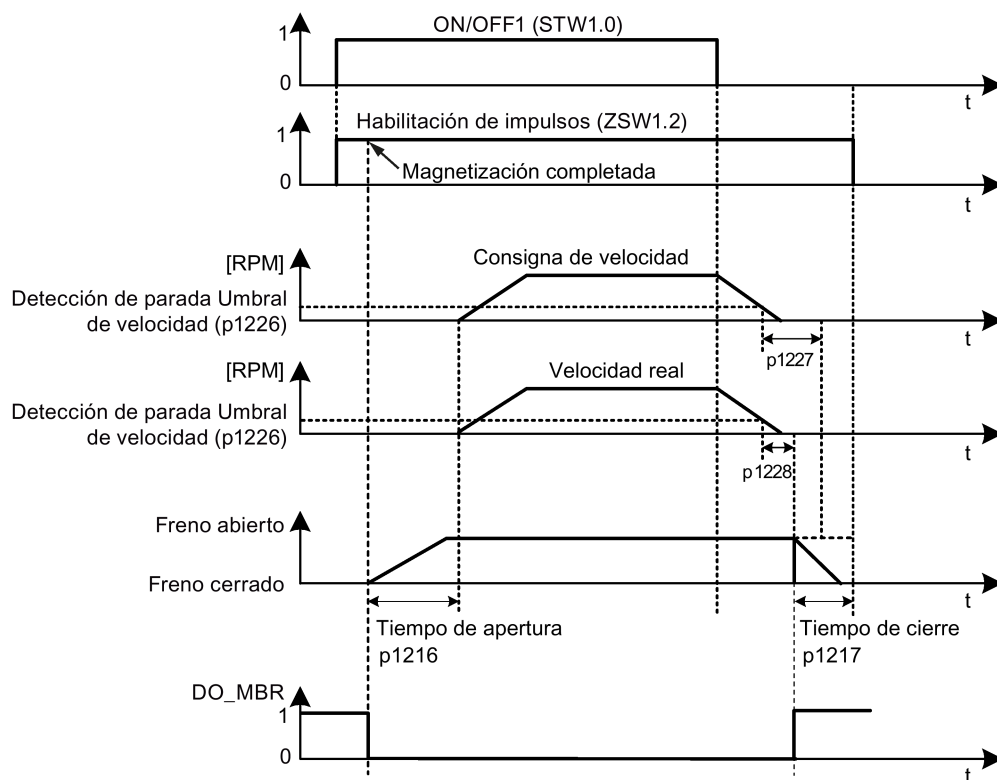 ON/OFF1 (STW1.0)
1
0
t
Habilitación de impulsos (ZSW1.2)
1
Magnetización completada
0
t
[RPM]
Consigna de velocidad
Detección de parada Umbral
de velocidad (p1226)
t
p1227
[RPM]
Velocidad real
Detección de parada Umbral
de velocidad (p1226)
t
p1228
Freno abierto
Freno cerrado
t
Tiempo de apertura
p1216
Tiempo de cierre
p1217
DO_MBR
1
0
t